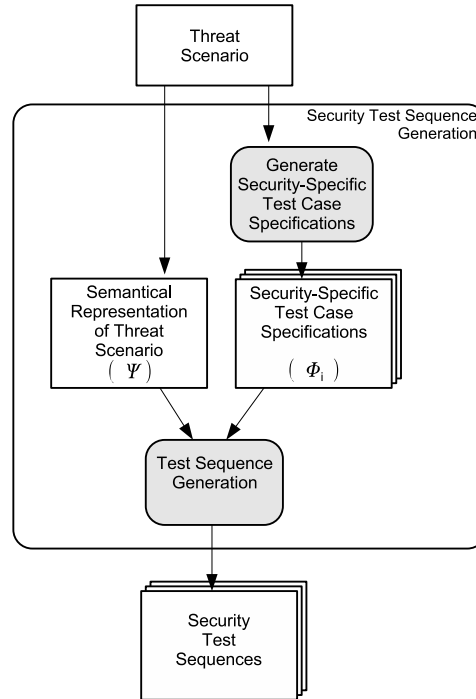 Threat
Scenario
Security Test Sequence
Generation
Generate
Security-Specific
Test Case
Specifications
Semantical
Representation
of Threat
Scenario
( Ψ )
Security-Specific
Test Case
Specifications
( Φi )
Test Sequence
Generation
Security
Test
Sequences